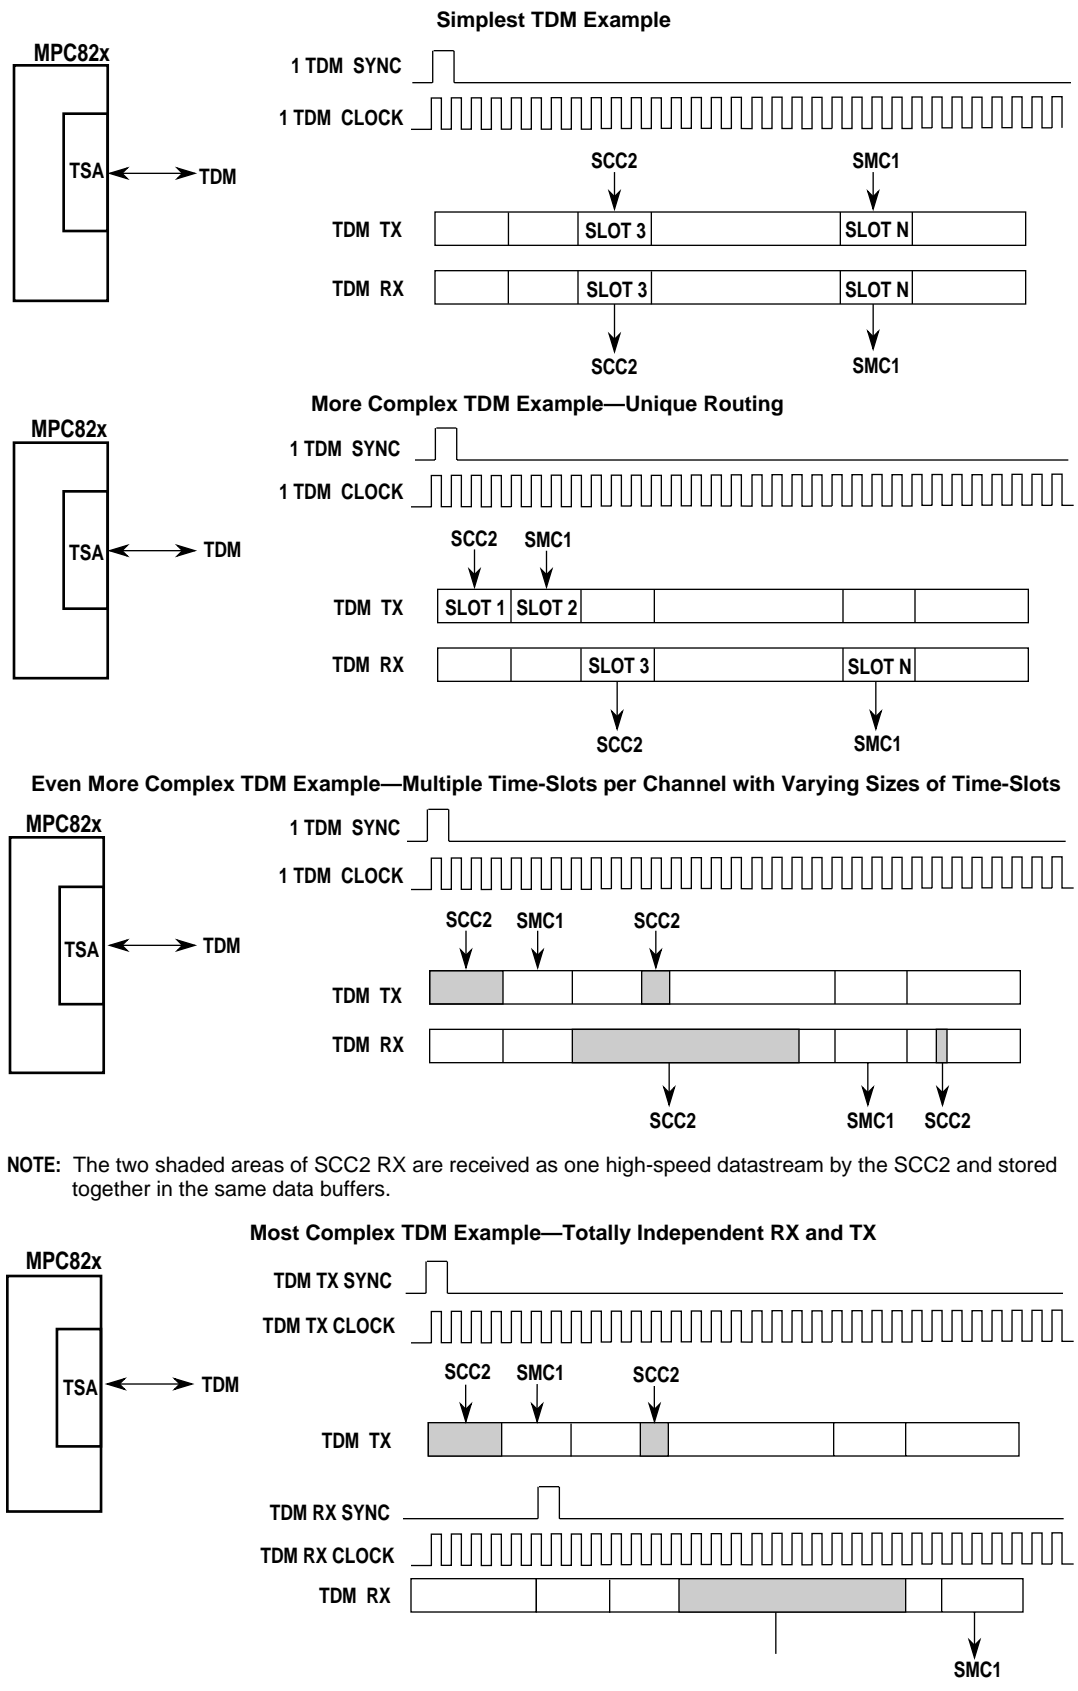 Simplest TDM Example
MPC82x
1 TDM SYNC
1 TDM CLOCK
SCC2 SMC1
TSA TDM
TDM TX SLOT 3 SLOT N
TDM RX SLOT 3 SLOT N
SCC2 SMC1
More Complex TDM Example—Unique Routing
MPC82x
1 TDM SYNC
1 TDM CLOCK
SCC2 SMC1
TSA TDM
TDM TX SLOT 1 SLOT 2
TDM RX SLOT 3 SLOT N
SCC2 SMC1
Even More Complex TDM Example—Multiple Time-Slots per Channel with Varying Sizes of Time-Slots
MPC82x
1 TDM SYNC
1 TDM CLOCK
SCC2 SMC1 SCC2
TSA TDM
TDM TX
TDM RX
SCC2 SMC1 SCC2
NOTE: The two shaded areas of SCC2 RX are received as one high-speed datastream by the SCC2 and stored
together in the same data buffers.
Most Complex TDM Example—Totally Independent RX and TX
MPC82x
TDM TX SYNC
TDM TX CLOCK
SCC2 SMC1 SCC2
TSA TDM
TDM TX
TDM RX SYNC
TDM RX CLOCK
TDM RX
SMC1